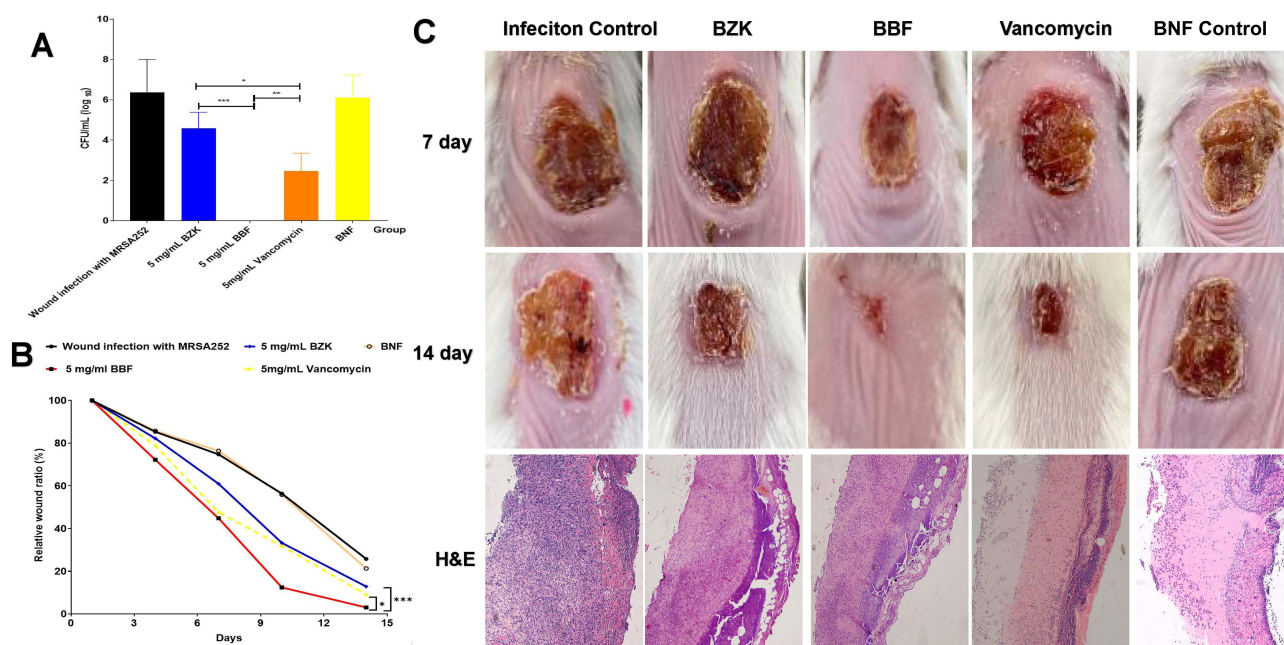 A
CFU/mL (log 10)
10
8
6
4
2
0
*
***
**
Group
Wound infection with MRSA252
5 mg/mL BZK
5 mg/mL BBF
5mg/mL Vancomycin
BNF
B
Wound infection with MRSA252
5 mg/mL BZK
BNF
5 mg/ml BBF
5mg/mL Vancomycin
Relative wound ratio (%)
100
80
60
40
20
0
0
3
6
9
12
15
Days
*
***
C
Infeciton Control
BZK
BBF
Vancomycin
BNF Control
7 day
14 day
H&E